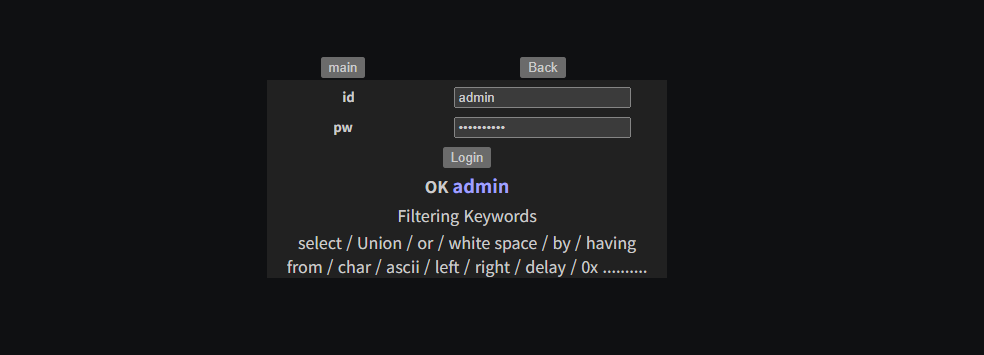 main Back
id admin
pw ••••••••••
Login
OK admin
Filtering Keywords
select / Union / or / white space / by / having
from / char / ascii / left / right / delay / 0x ..........